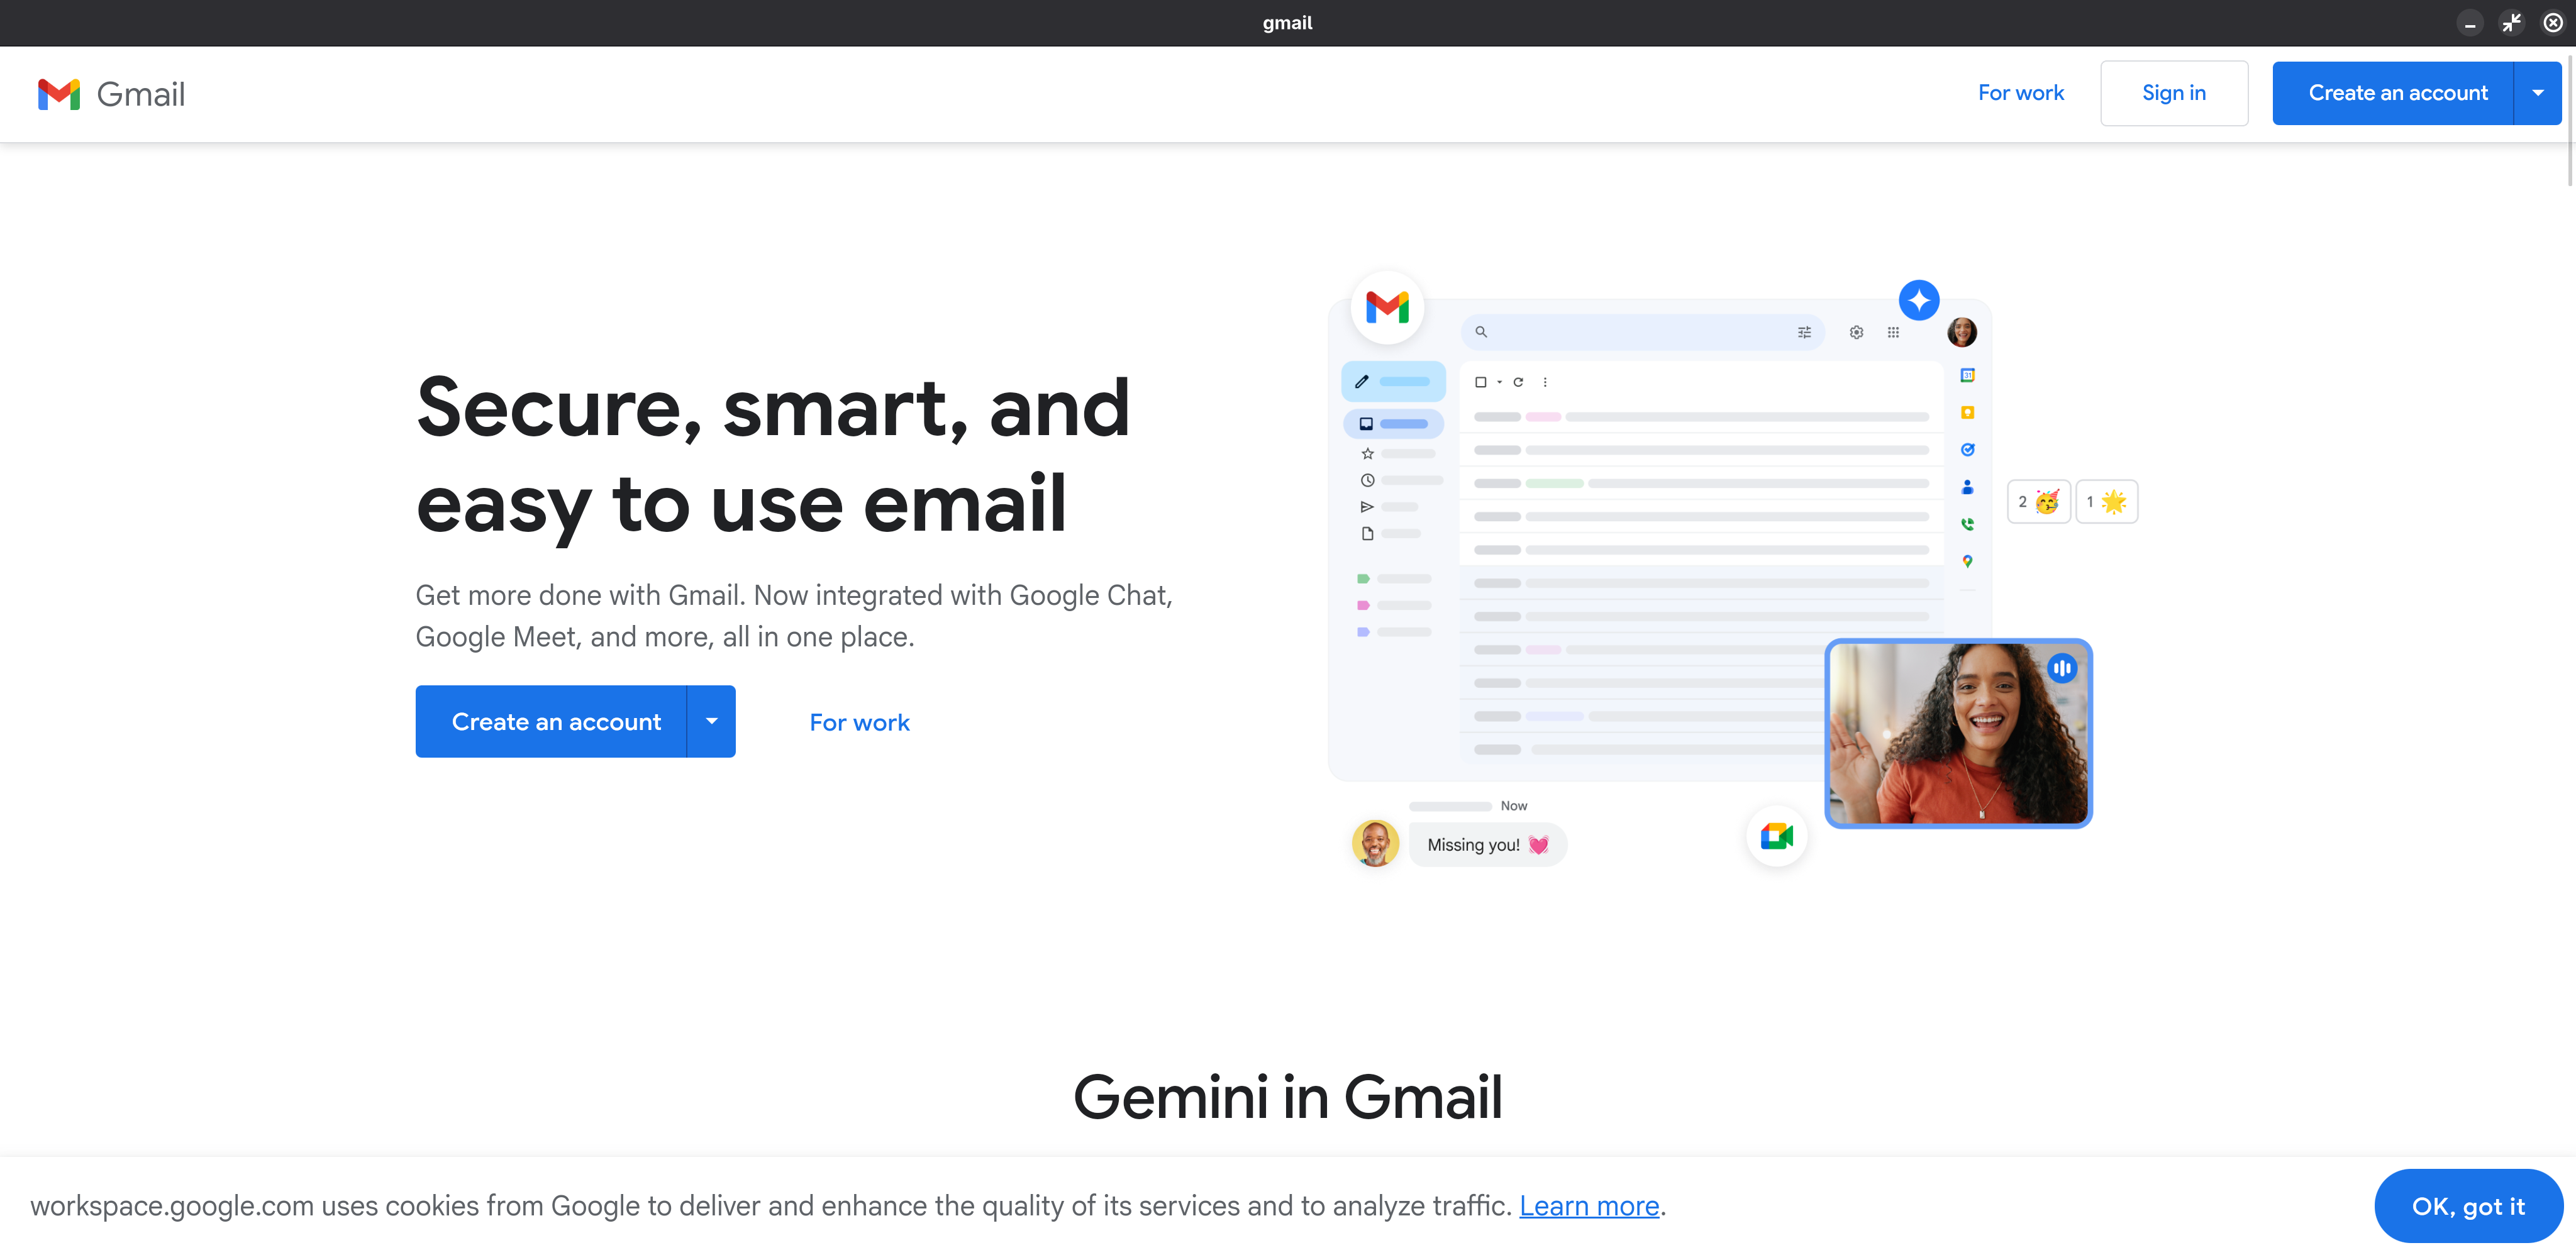 gmail
Gmail
For work
Sign in
Create an account
Secure, smart, and
easy to use email
Get more done with Gmail. Now integrated with Google Chat,
Google Meet, and more, all in one place.
Create an account
For work
31
2
1
Now
Missing you!
Gemini in Gmail
workspace.google.com uses cookies from Google to deliver and enhance the quality of its services and to analyze traffic. Learn more.
OK, got it